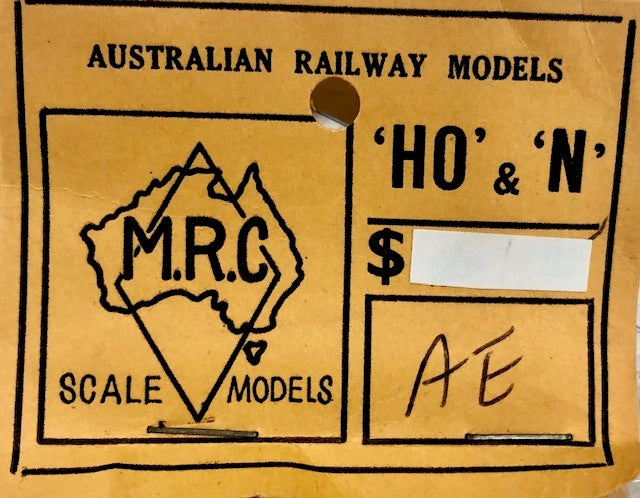 AUSTRALIAN RAILWAY MODELS
'HO' & 'N'
M.R.C
SCALE MODELS
$
AE